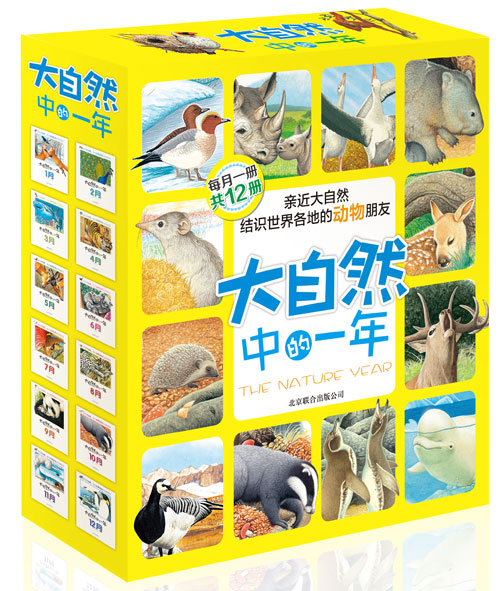 大自然
中的一年
大自然
中的一年
1月
2月
3月
4月
5月
6月
7月
8月
9月
10月
11月
12月
每月一册
共12册
亲近大自然
结识世界各地的动物朋友
大自然
中的一年
THE NATURE YEAR
北京联合出版公司